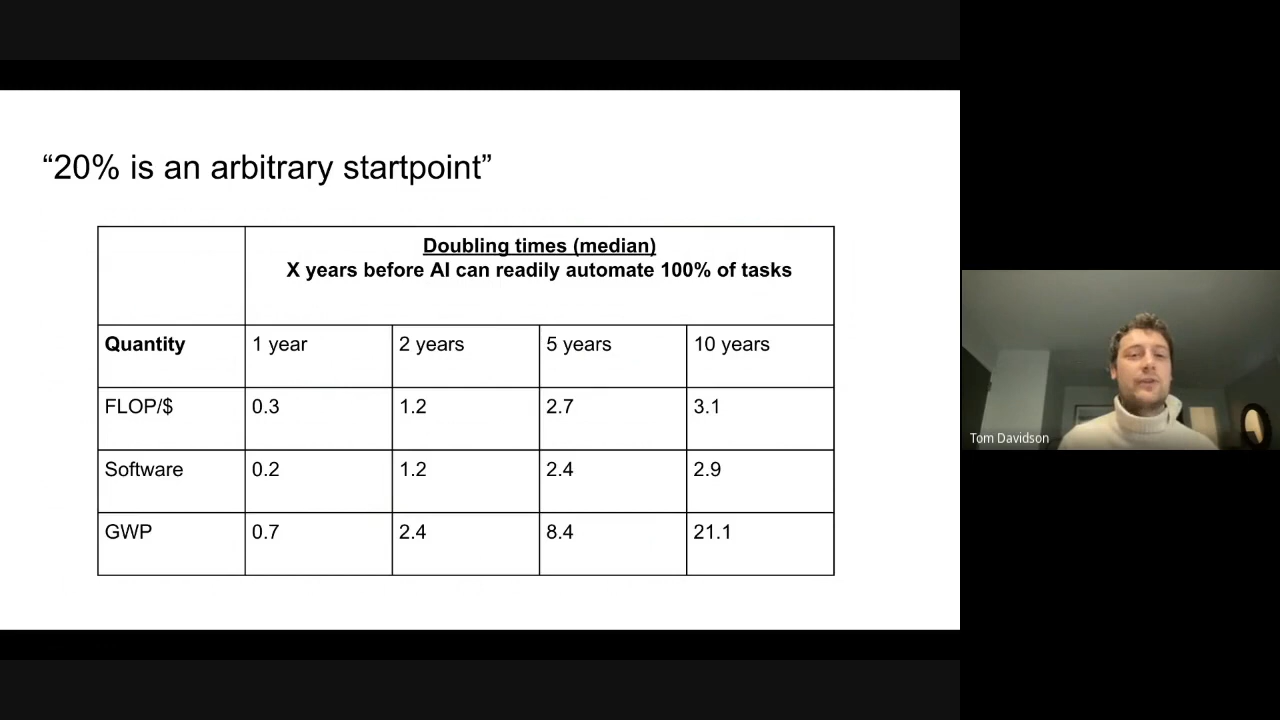 “20% is an arbitrary startpoint”
Doubling times (median)
X years before AI can readily automate 100% of tasks
Quantity 1 year 2 years 5 years 10 years
FLOP/$ 0.3 1.2 2.7 3.1
Software 0.2 1.2 2.4 2.9
GWP 0.7 2.4 8.4 21.1
Tom Davidson